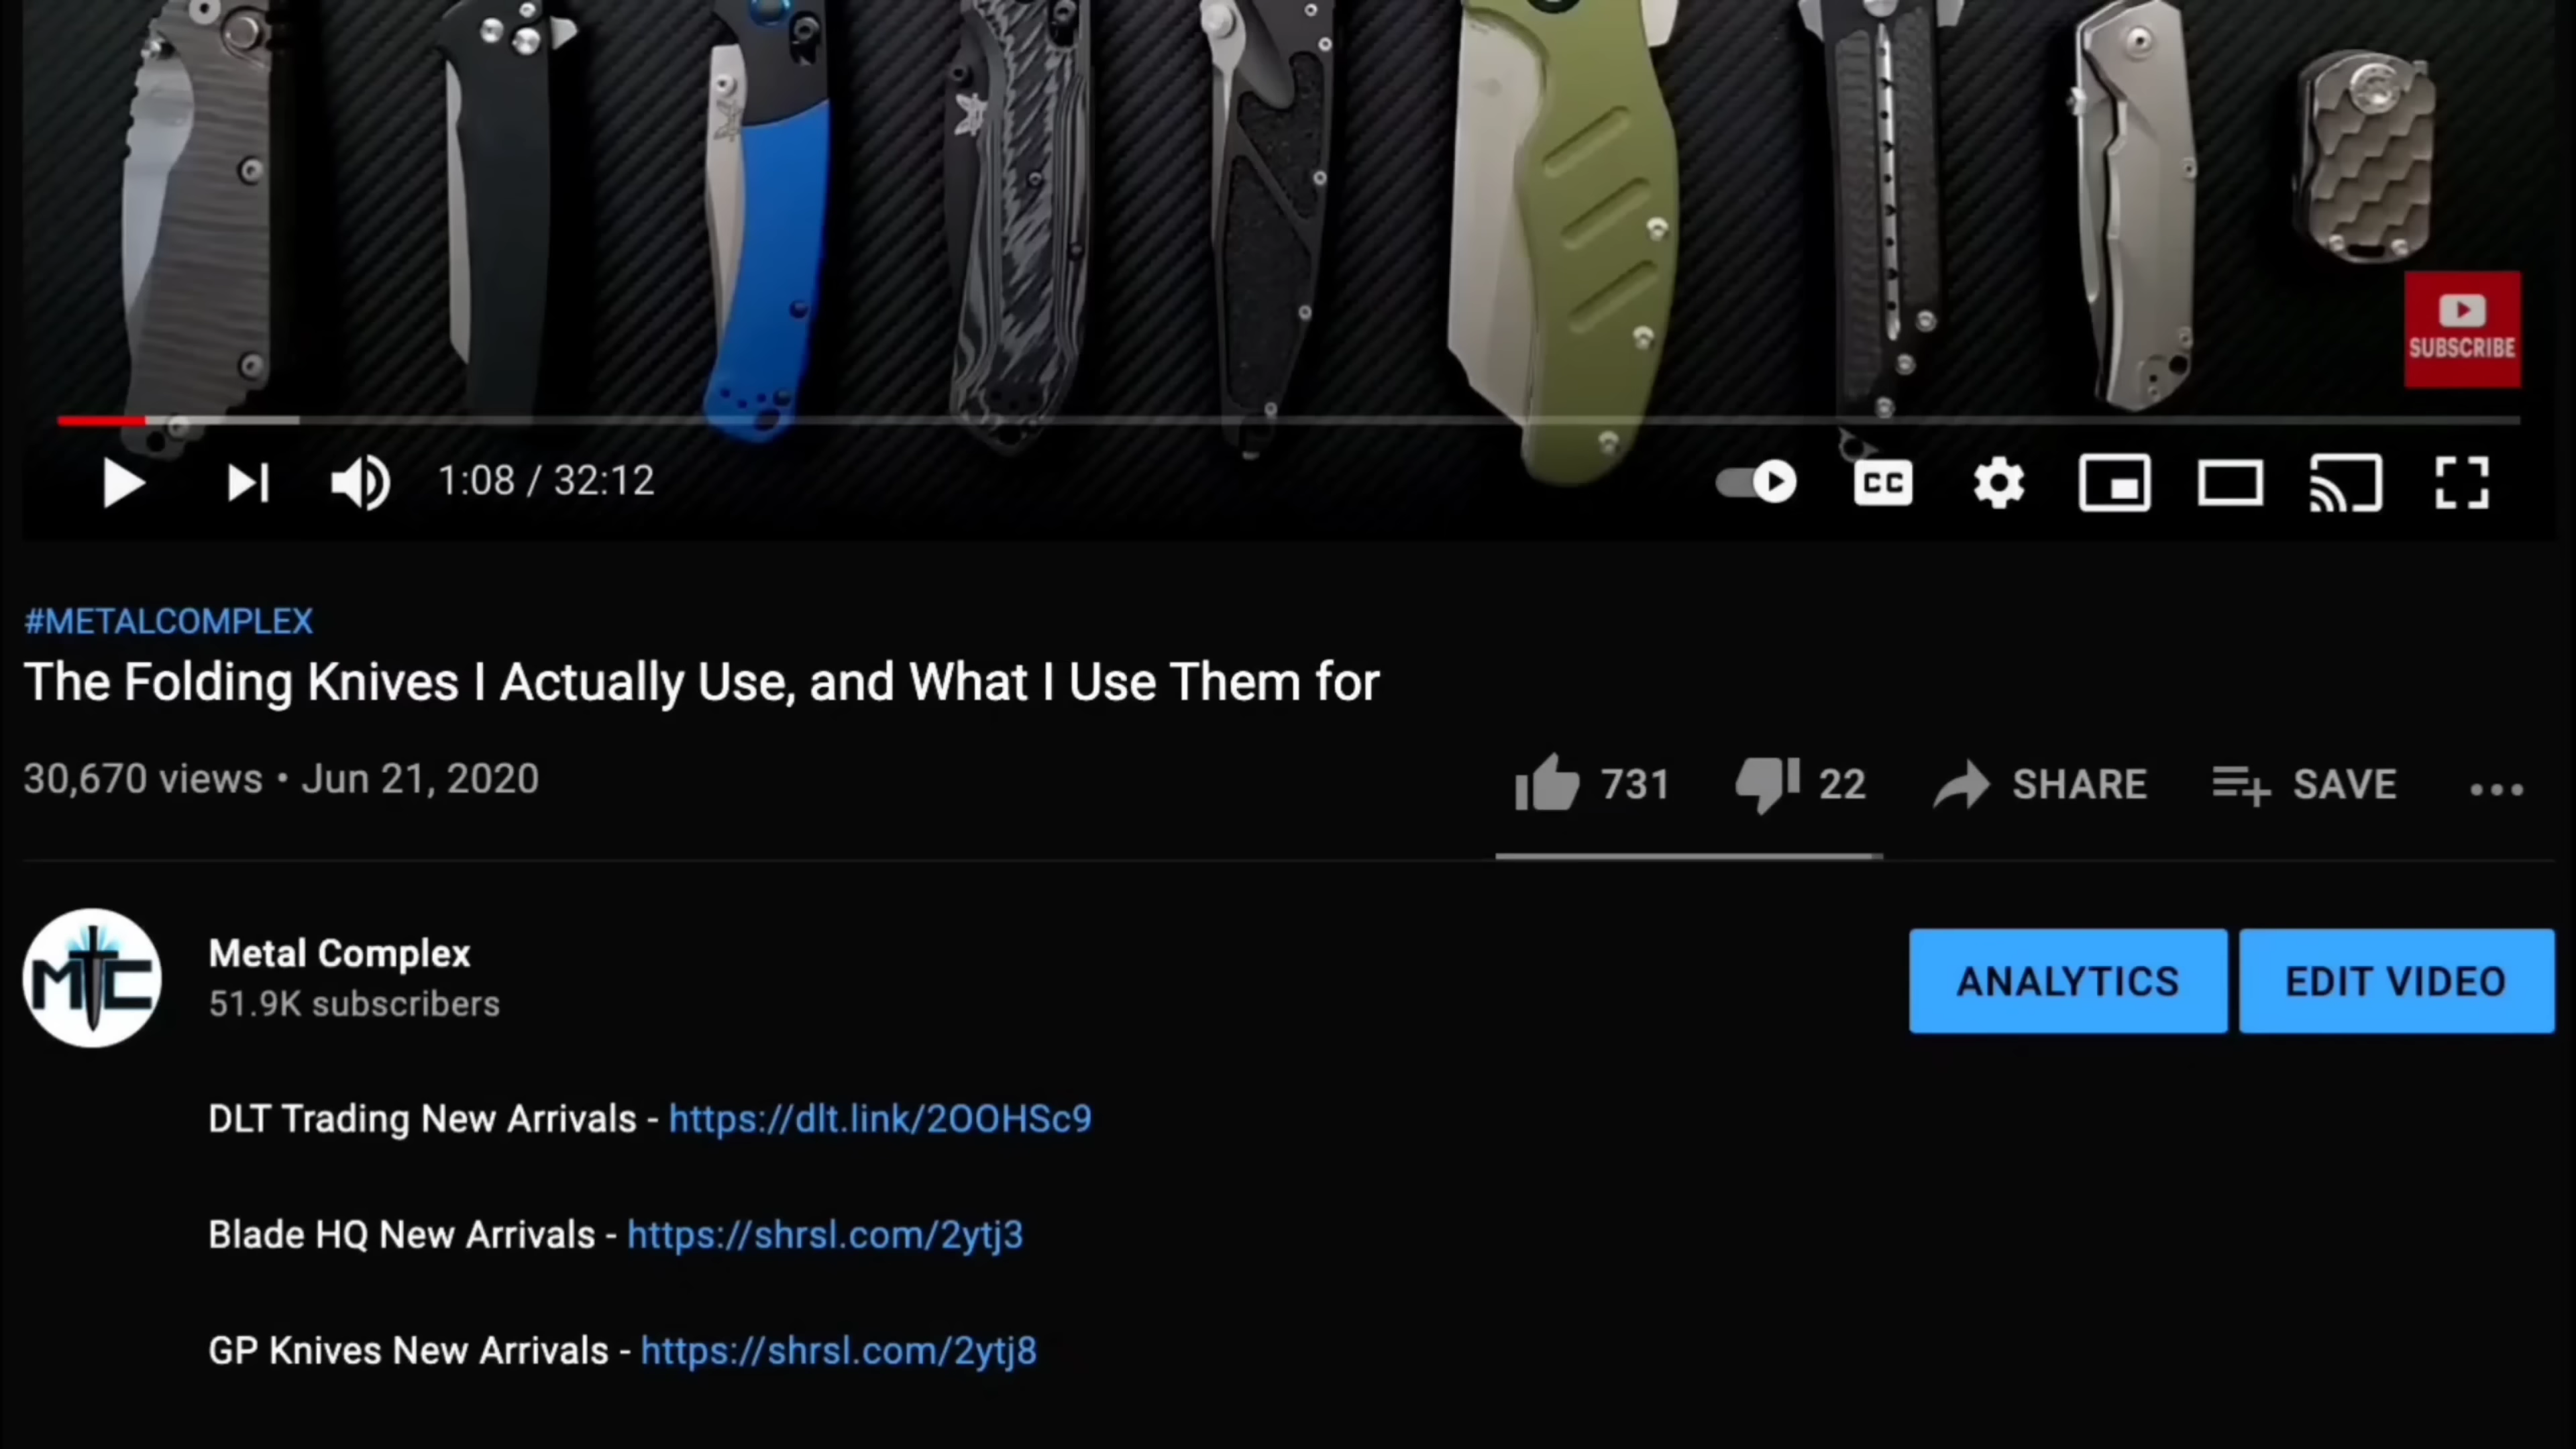 SUBSCRIBE
1:08 / 32:12
CC
#METALCOMPLEX
The Folding Knives I Actually Use, and What I Use Them for
30,670 views • Jun 21, 2020
731 22 SHARE SAVE
MTC
Metal Complex
51.9K subscribers
ANALYTICS EDIT VIDEO
DLT Trading New Arrivals - https://dlt.link/2OOHSc9
Blade HQ New Arrivals - https://shrsl.com/2ytj3
GP Knives New Arrivals - https://shrsl.com/2ytj8